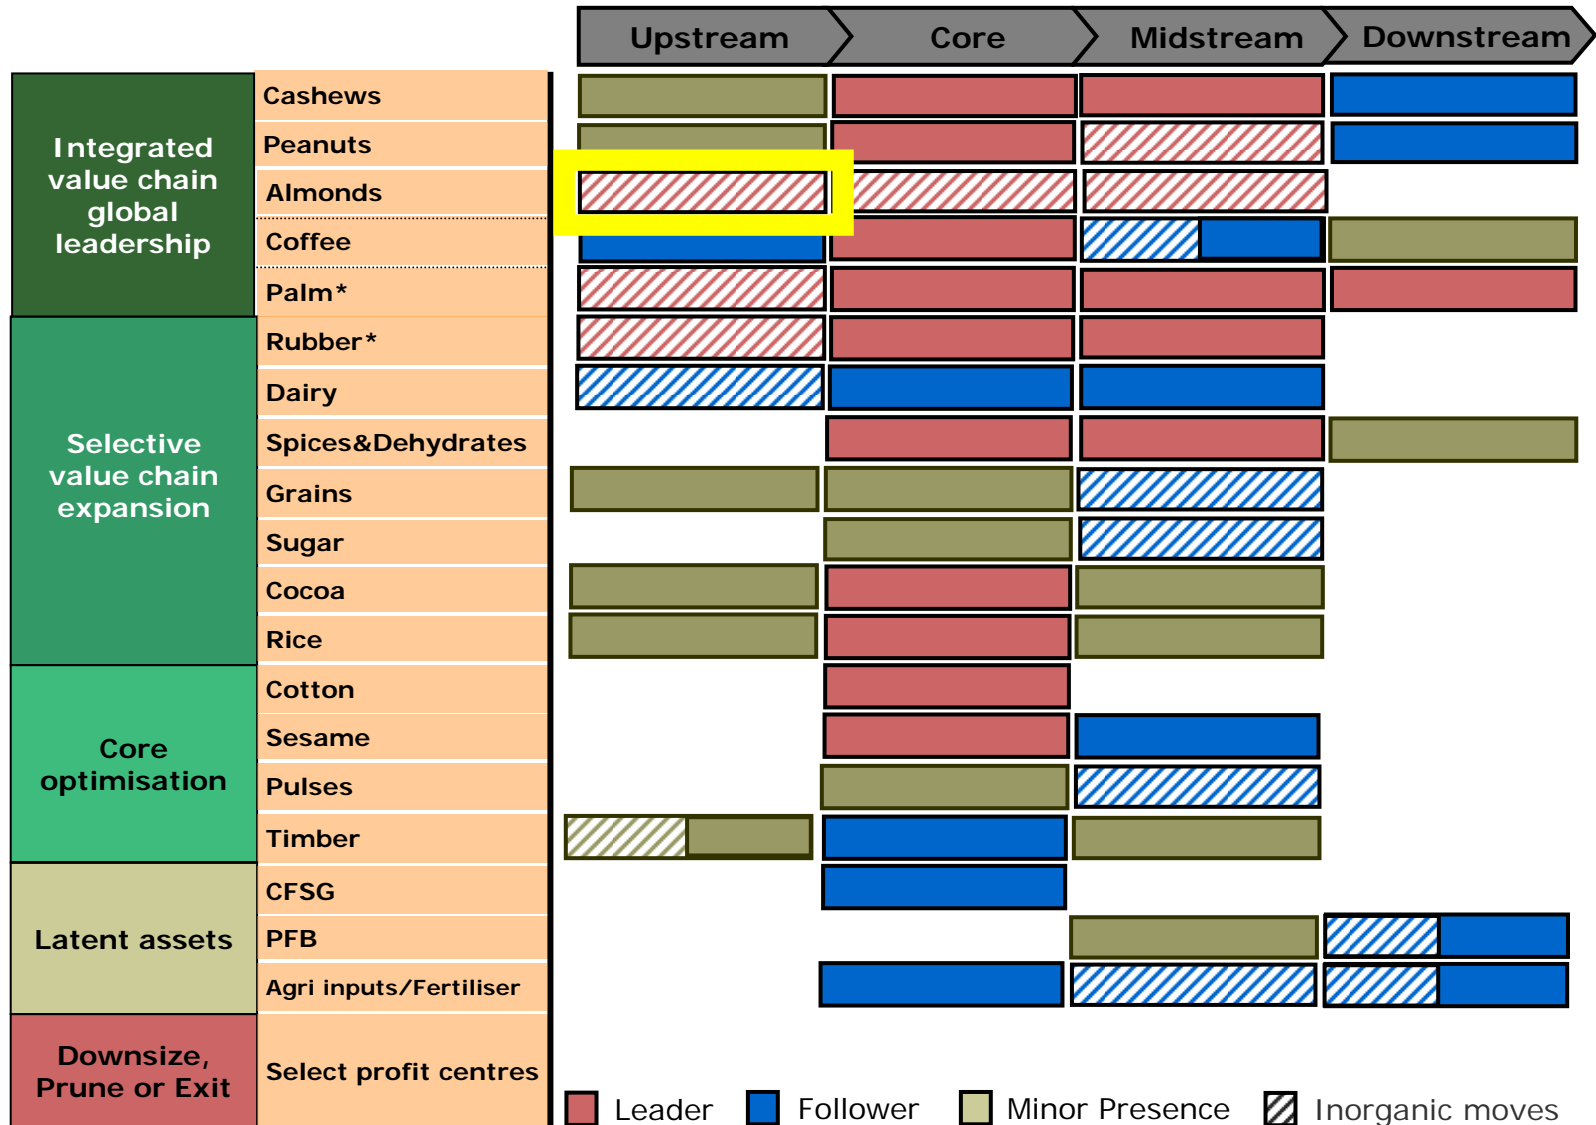 Upstream Core Midstream Downstream
Integrated
value chain
global
leadership
Cashews
Peanuts
Almonds
Coffee
Palm*
Selective
value chain
expansion
Rubber*
Dairy
Spices&Dehydrates
Grains
Sugar
Cocoa
Rice
Core
optimisation
Cotton
Sesame
Pulses
Timber
Latent assets
CFSG
PFB
Agri inputs/Fertiliser
Downsize,
Prune or Exit
Select profit centres
Leader Follower Minor Presence Inorganic moves